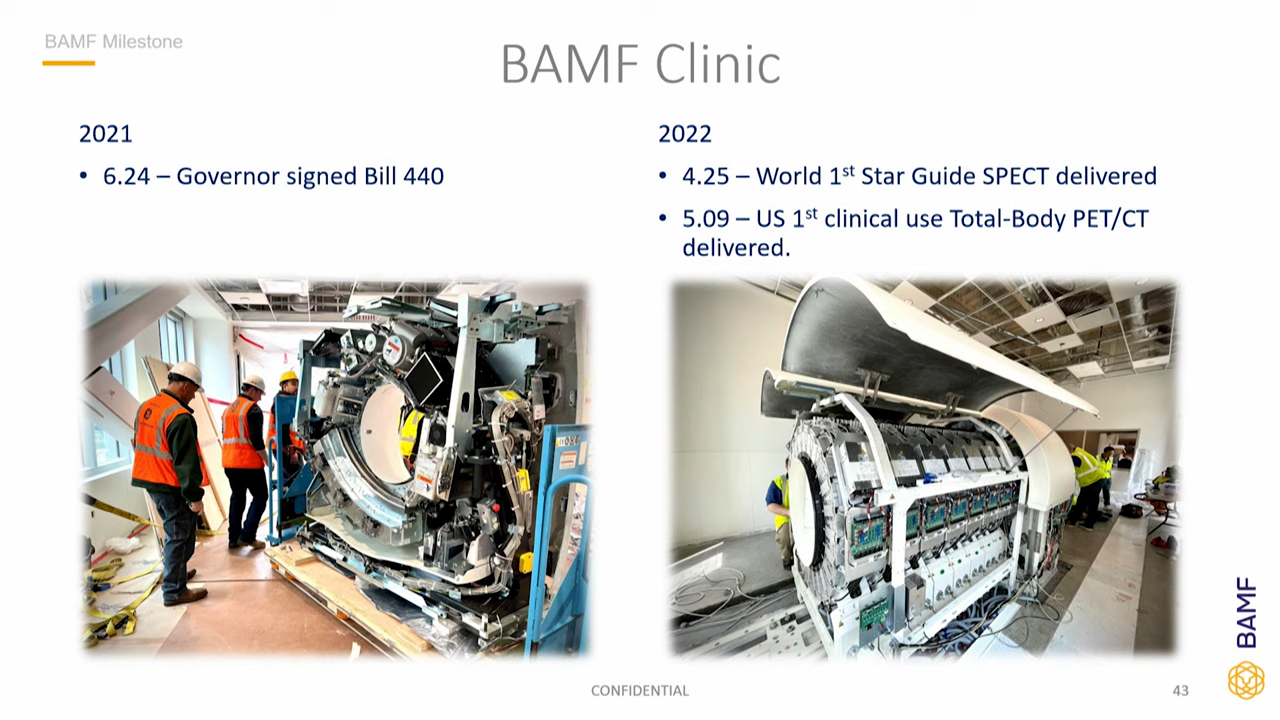 BAMF Milestone
BAMF Clinic
2021
• 6.24 – Governor signed Bill 440
2022
• 4.25 – World 1st Star Guide SPECT delivered
• 5.09 – US 1st clinical use Total-Body PET/CT
delivered.
BAMF
CONFIDENTIAL
43